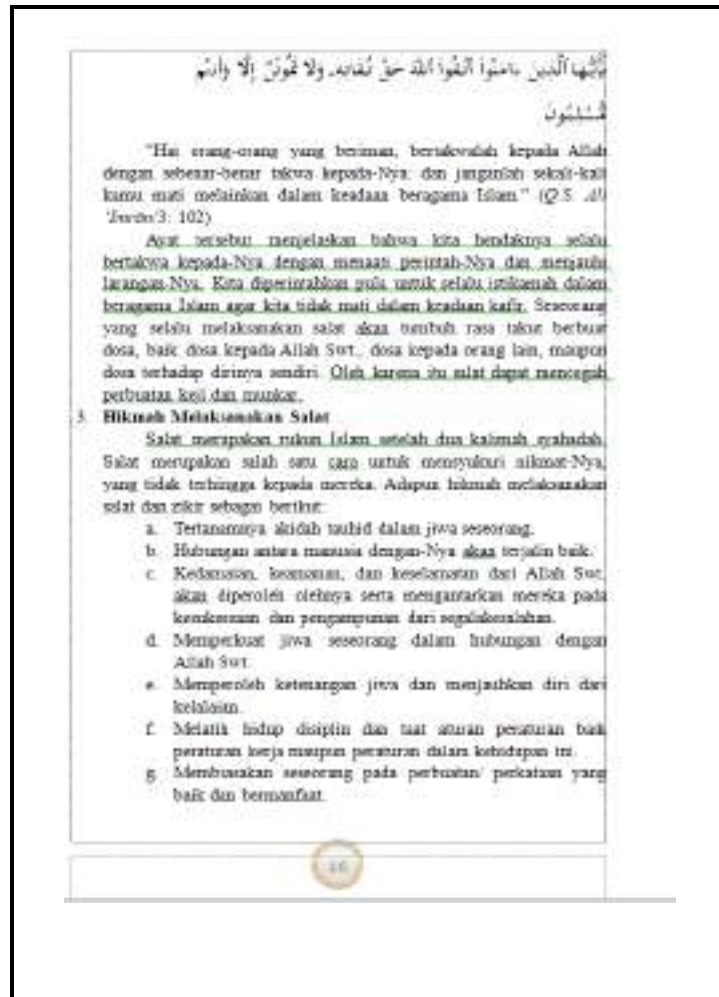 يَٰٓأَيُّهَا ٱلَّذِينَ ءَامَنُوا۟ ٱتَّقُوا۟ ٱللَّهَ حَقَّ تُقَاتِهِۦ وَلَا تَمُوتُنَّ إِلَّا وَأَنتُم
مُّسْلِمُونَ
"Hai orang-orang yang beriman, bertakwalah kepada Allah
dengan sebenar-benar takwa kepada-Nya. dan janganlah sekali-kali
kamu mati melainkan dalam keadaan beragama Islam." (Q.S. Ali
'Imrān/3: 102)
Ayat tersebut menjelaskan bahwa kita hendaknya selalu
bertakwa kepada-Nya dengan menaati perintah-Nya dan menjauhi
larangan-Nya. Kita diperintahkan pula untuk selalu istikamah dalam
beragama Islam agar kita tidak mati dalam keadaan kafir. Seseorang
yang selalu melaksanakan salat akan tumbuh rasa takut berbuat
dosa, baik dosa kepada Allah Swt., dosa kepada orang lain, maupun
dosa terhadap dirinya sendiri. Oleh karena itu salat dapat mencegah
perbuatan keji dan munkar.
3. Hikmah Melaksanakan Salat
Salat merupakan rukun Islam setelah dua kalimah syahadah.
Salat merupakan salah satu cara untuk mensyukuri nikmat-Nya,
yang tidak terhingga kepada mereka. Adapun hikmah melaksanakan
salat dan zikir sebagai berikut:
a. Tertanamnya akidah tauhid dalam jiwa seseorang.
b. Hubungan antara manusia dengan-Nya akan terjalin baik.
c. Kedamaian, keamanan, dan keselamatan dari Allah Swt.
akan diperoleh olehnya serta mengantarkan mereka pada
kesuksesan dan pengampunan dari segalakesalahan.
d. Memperkuat jiwa seseorang dalam hubungan dengan
Allah Swt.
e. Memperoleh ketenangan jiwa dan menjauhkan diri dari
kelalaian.
f. Melatih hidup disiplin dan taat aturan peraturan baik
peraturan kerja maupun peraturan dalam kehidupan ini.
g. Membiasakan seseorang pada perbuatan/ perkataan yang
baik dan bermanfaat.
16